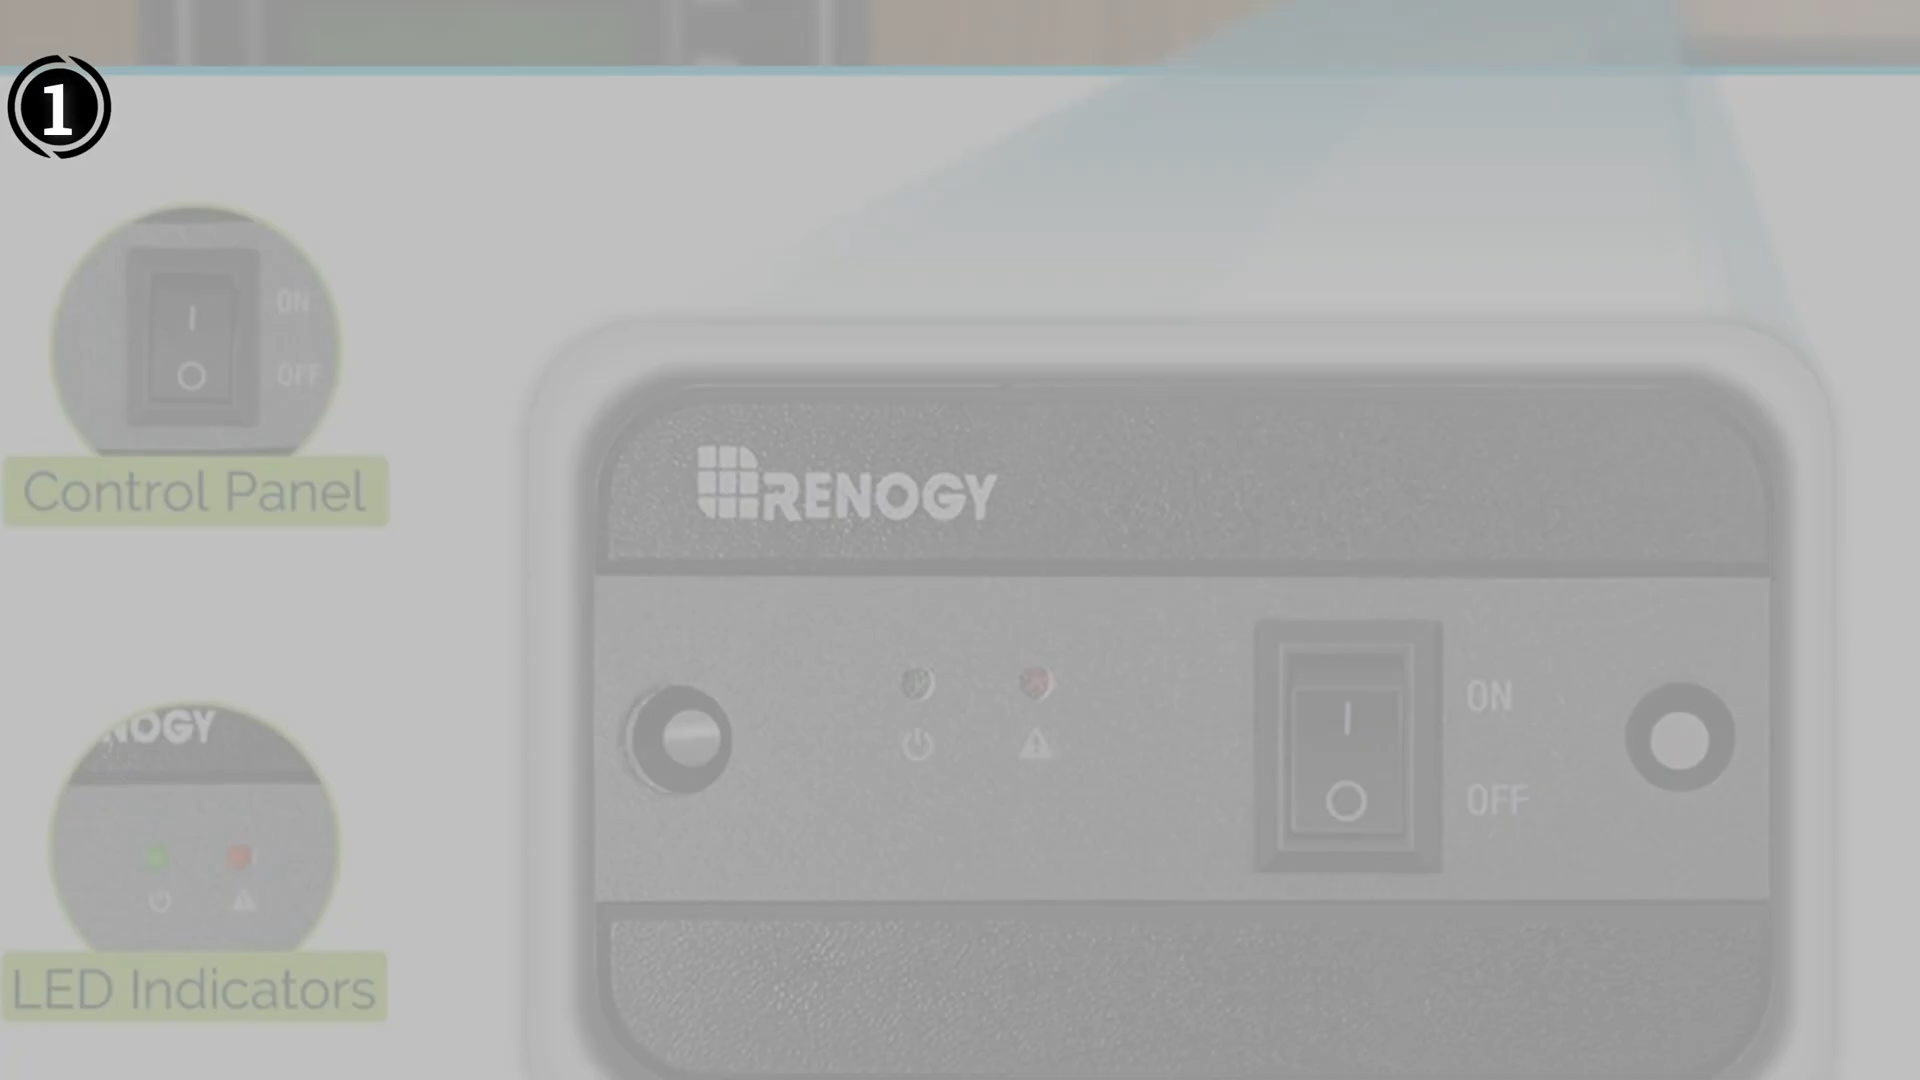 1
ON
OFF
Control Panel
RENOGY
ON
OFF
NOGY
LED Indicators